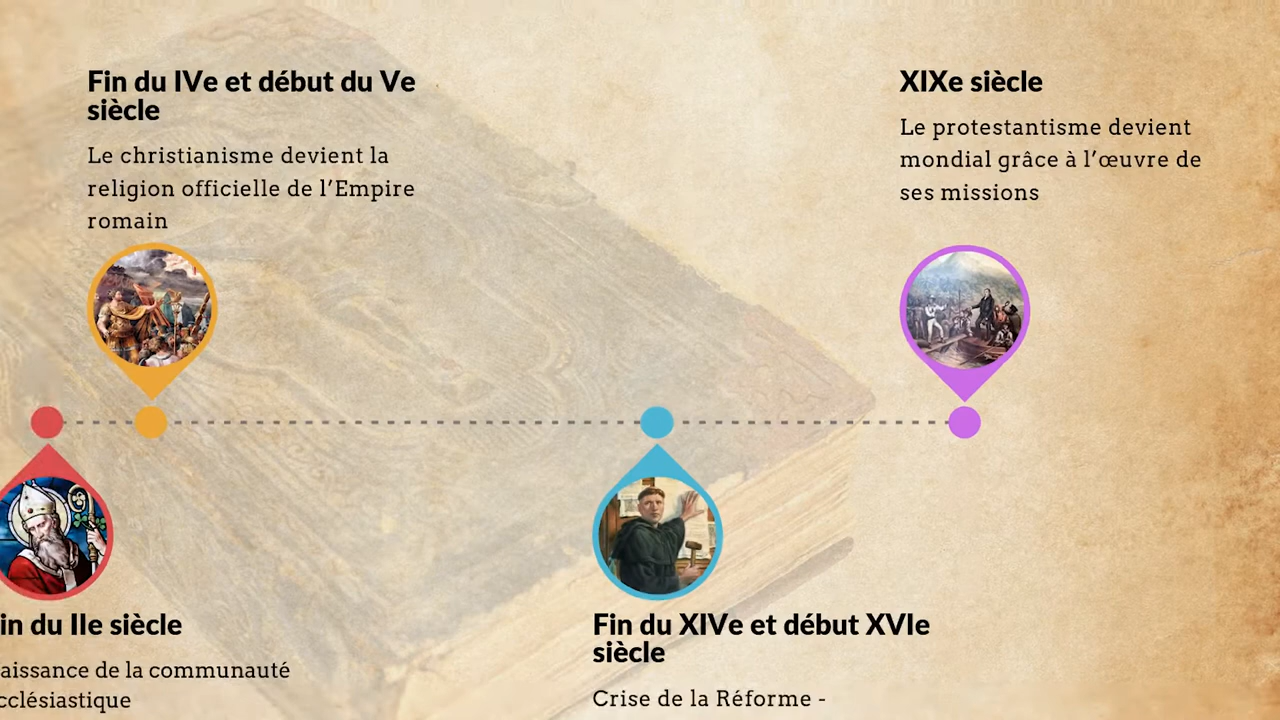 Fin du IVe et début du Ve
siècle
Le christianisme devient la
religion officielle de l'Empire
romain
XIXe siècle
Le protestantisme devient
mondial grâce à l'œuvre de
ses missions
in du IIe siècle
aissance de la communauté
cclésiastique
Fin du XIVe et début XVIe
siècle
Crise de la Réforme -